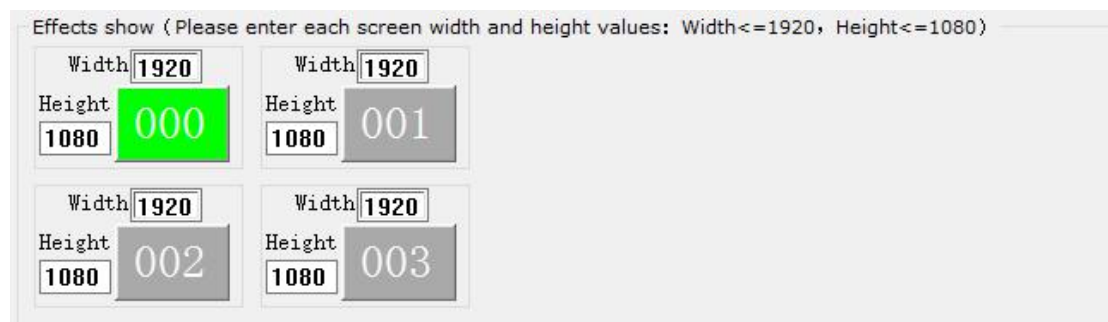 Effects show (Please enter each screen width and height values: Width<=1920, Height<=1080)
Width 1920 Width 1920
Height Height
1080 000 1080 001
Width 1920 Width 1920
Height Height
1080 002 1080 003